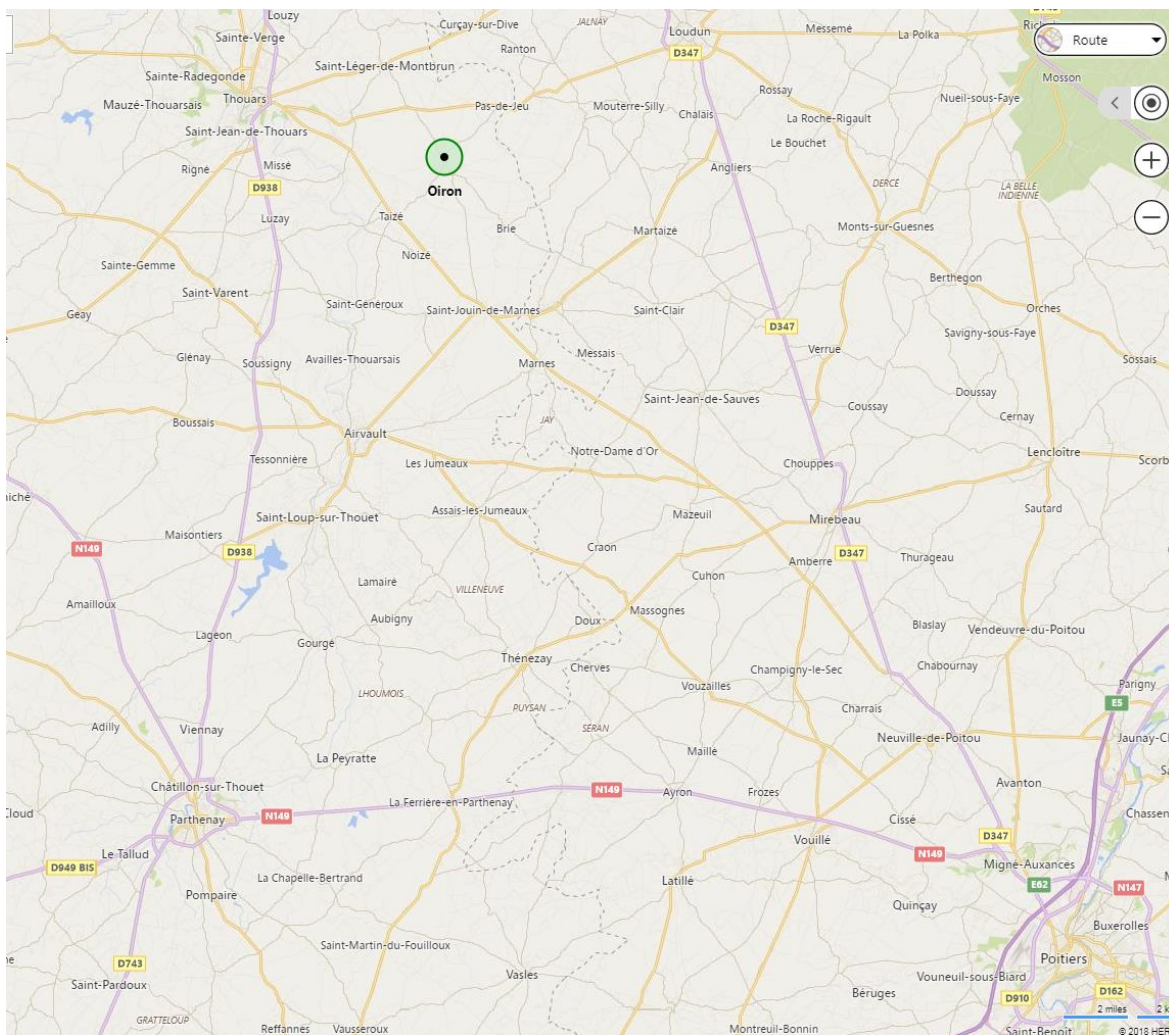 Louzy
Curçay-sur-Dive
JALNAY
Loudun
Messemé
La Polka
Route
Sainte-Verge
Ranton
D347
Mosson
Sainte-Radegonde
Saint-Léger-de-Montbrun
Rossay
Nueil-sous-Faye
Mauzé-Thouarsais
Thouars
Pas-de-Jeu
Mouterre-Silly
Chalais
La Roche-Rigault
Saint-Jean-de-Thouars
Le Bouchet
Rigné
Missé
Angliers
D938
Oiron
DERCÉ
LA BELLE
INDIENNE
Luzay
Taizé
Brie
Martaizé
Monts-sur-Guesnes
Noizé
Sainte-Gemme
Berthegon
Saint-Varent
Saint-Généroux
Saint-Jouin-de-Marnes
Saint-Clair
Orches
Geay
D347
Savigny-sous-Faye
Glénay
Soussigny
Availles-Thouarsais
Marnes
Messais
Verrue
Sossais
Saint-Jean-de-Sauves
Doussay
Coussay
Cernay
Boussais
Airvault
JAY
Tessonnière
Les Jumeaux
Notre-Dame d'Or
Chouppes
Lencloître
Scorb
iché
Saint-Loup-sur-Thouet
Assais-les-Jumeaux
Mazeuil
Mirebeau
Sautard
Maisontiers
N149
D938
Craon
D347
Thurageau
Lamairé
VILLENEUVE
Cuhon
Amberre
Amailloux
Aubigny
Doux
Massognes
Blaslay
Vendeuvre-du-Poitou
Lageon
Gourgé
Thénezay
Cherves
Champigny-le-Sec
Chabournay
LHOUMOIS
PUYSAN
Vouzailles
Parigny
Adilly
Viennay
SÉRAN
Charrais
E5
La Peyratte
Maillé
Neuville-de-Poitou
Jaunay-C
Châtillon-sur-Thouet
N149
Avanton
Cloud
Parthenay
N149
La Ferrière-en-Parthenay
Ayron
Frozes
Cissé
Chassen
Le Tallud
Vouillé
D347
D949 BIS
N149
Migné-Auxances
La Chapelle-Bertrand
Latillé
E62
N147
Pompaire
Quinçay
Buxerolles
Saint-Martin-du-Fouilloux
Poitiers
D743
Vasles
Vouneuil-sous-Biard
Saint-Pardoux
Béruges
D910
D162
GRATTELOUP
2 miles
2 k
Reffannes
Vausseroux
Montreuil-Bonnin
Saint-Benoît
© 2018 HE